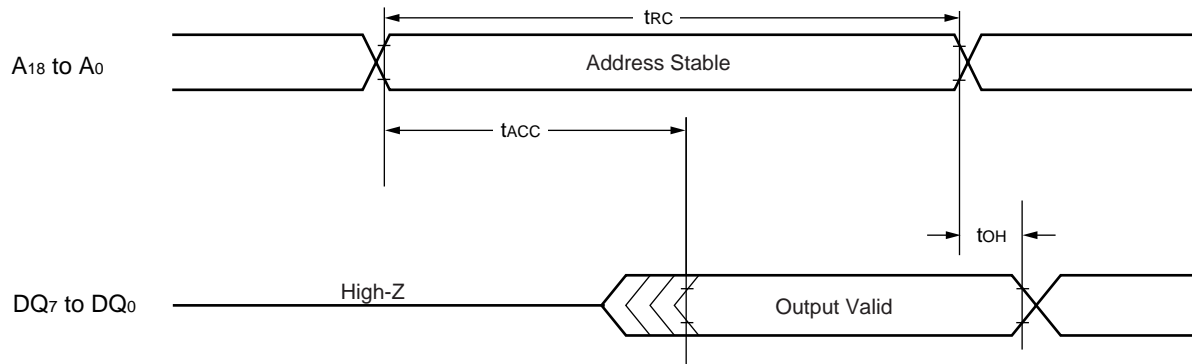 tRC
A18 to A0
Address Stable
tACC
tOH
High-Z
DQ7 to DQ0
Output Valid